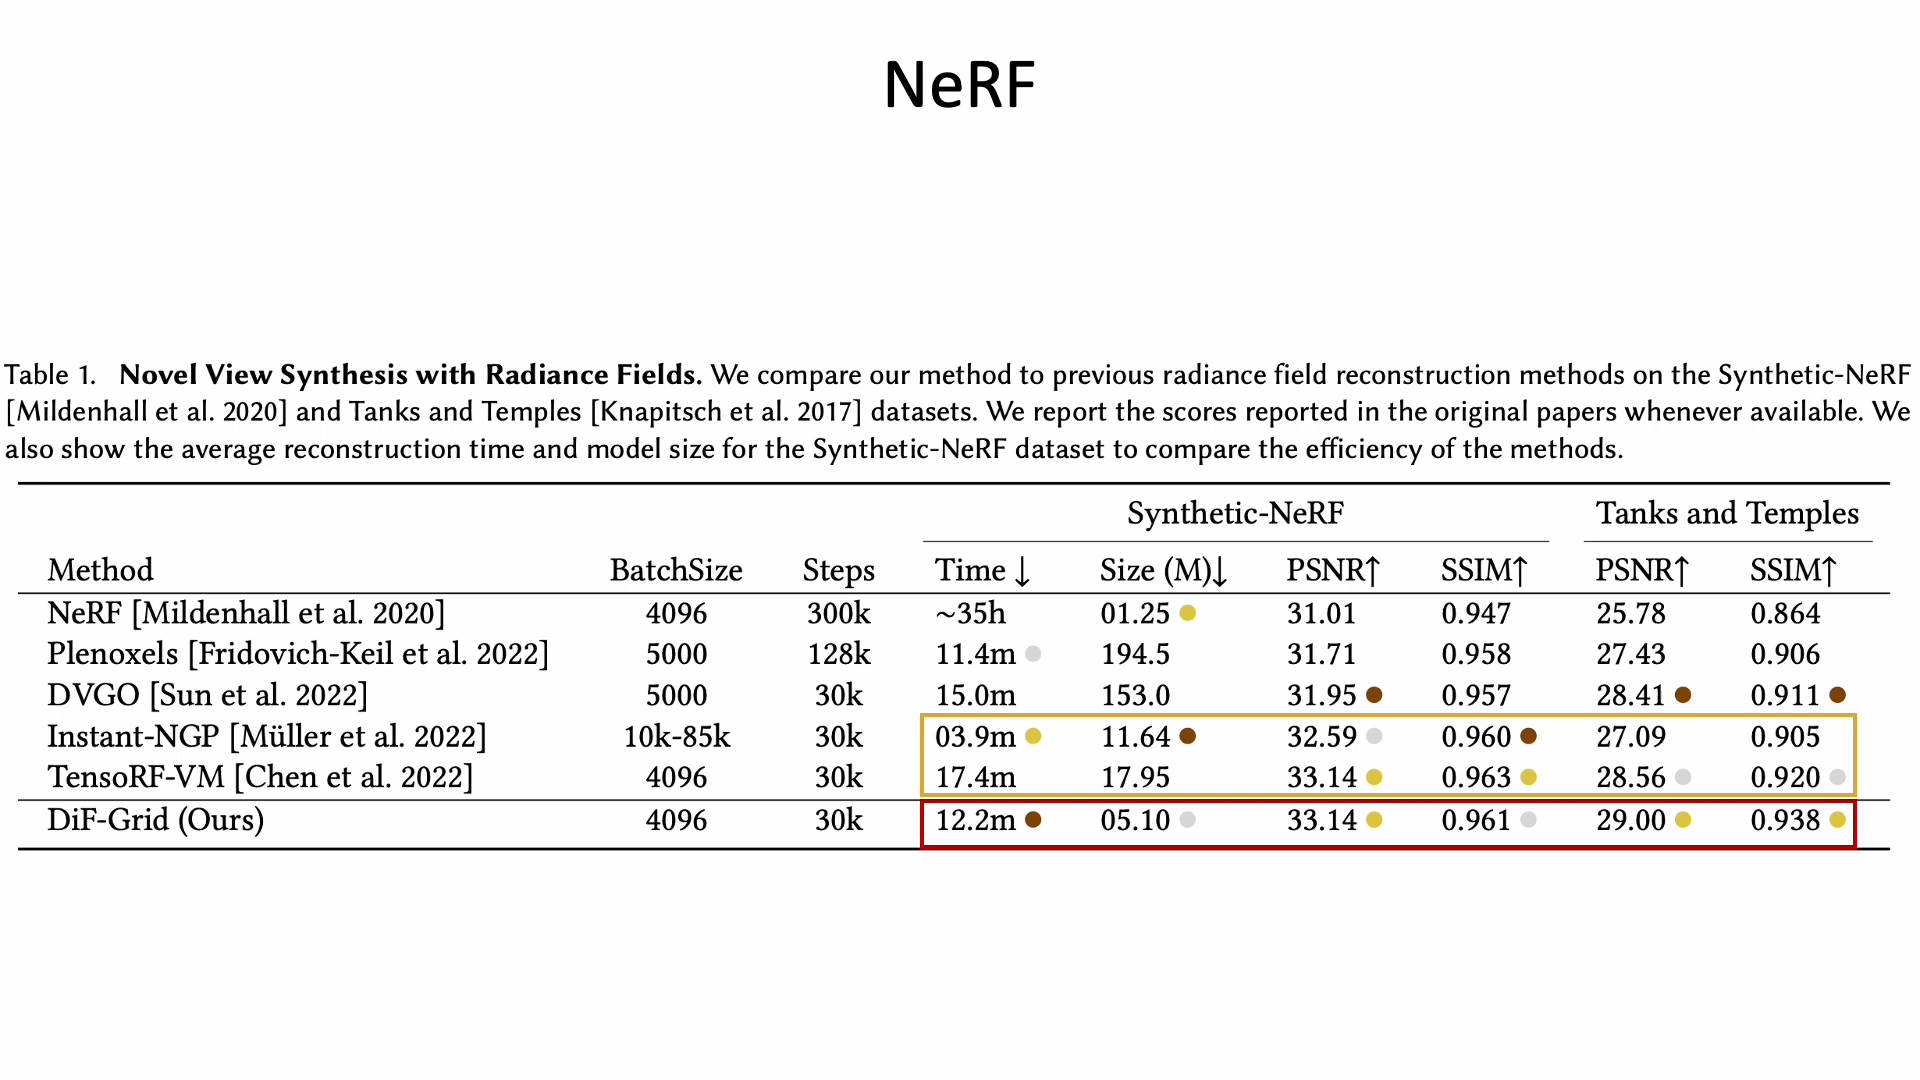 NeRF
Table 1. Novel View Synthesis with Radiance Fields. We compare our method to previous radiance field reconstruction methods on the Synthetic-NeRF
[Mildenhall et al. 2020] and Tanks and Temples [Knapitsch et al. 2017] datasets. We report the scores reported in the original papers whenever available. We
also show the average reconstruction time and model size for the Synthetic-NeRF dataset to compare the efficiency of the methods.
Synthetic-NeRF Tanks and Temples
Method BatchSize Steps Time ↓ Size (M)↓ PSNR↑ SSIM↑ PSNR↑ SSIM↑
NeRF [Mildenhall et al. 2020] 4096 300k ~35h 01.25 31.01 0.947 25.78 0.864
Plenoxels [Fridovich-Keil et al. 2022] 5000 128k 11.4m 194.5 31.71 0.958 27.43 0.906
DVGO [Sun et al. 2022] 5000 30k 15.0m 153.0 31.95 0.957 28.41 0.911
Instant-NGP [Müller et al. 2022] 10k-85k 30k 03.9m 11.64 32.59 0.960 27.09 0.905
TensoRF-VM [Chen et al. 2022] 4096 30k 17.4m 17.95 33.14 0.963 28.56 0.920
DiF-Grid (Ours) 4096 30k 12.2m 05.10 33.14 0.961 29.00 0.938